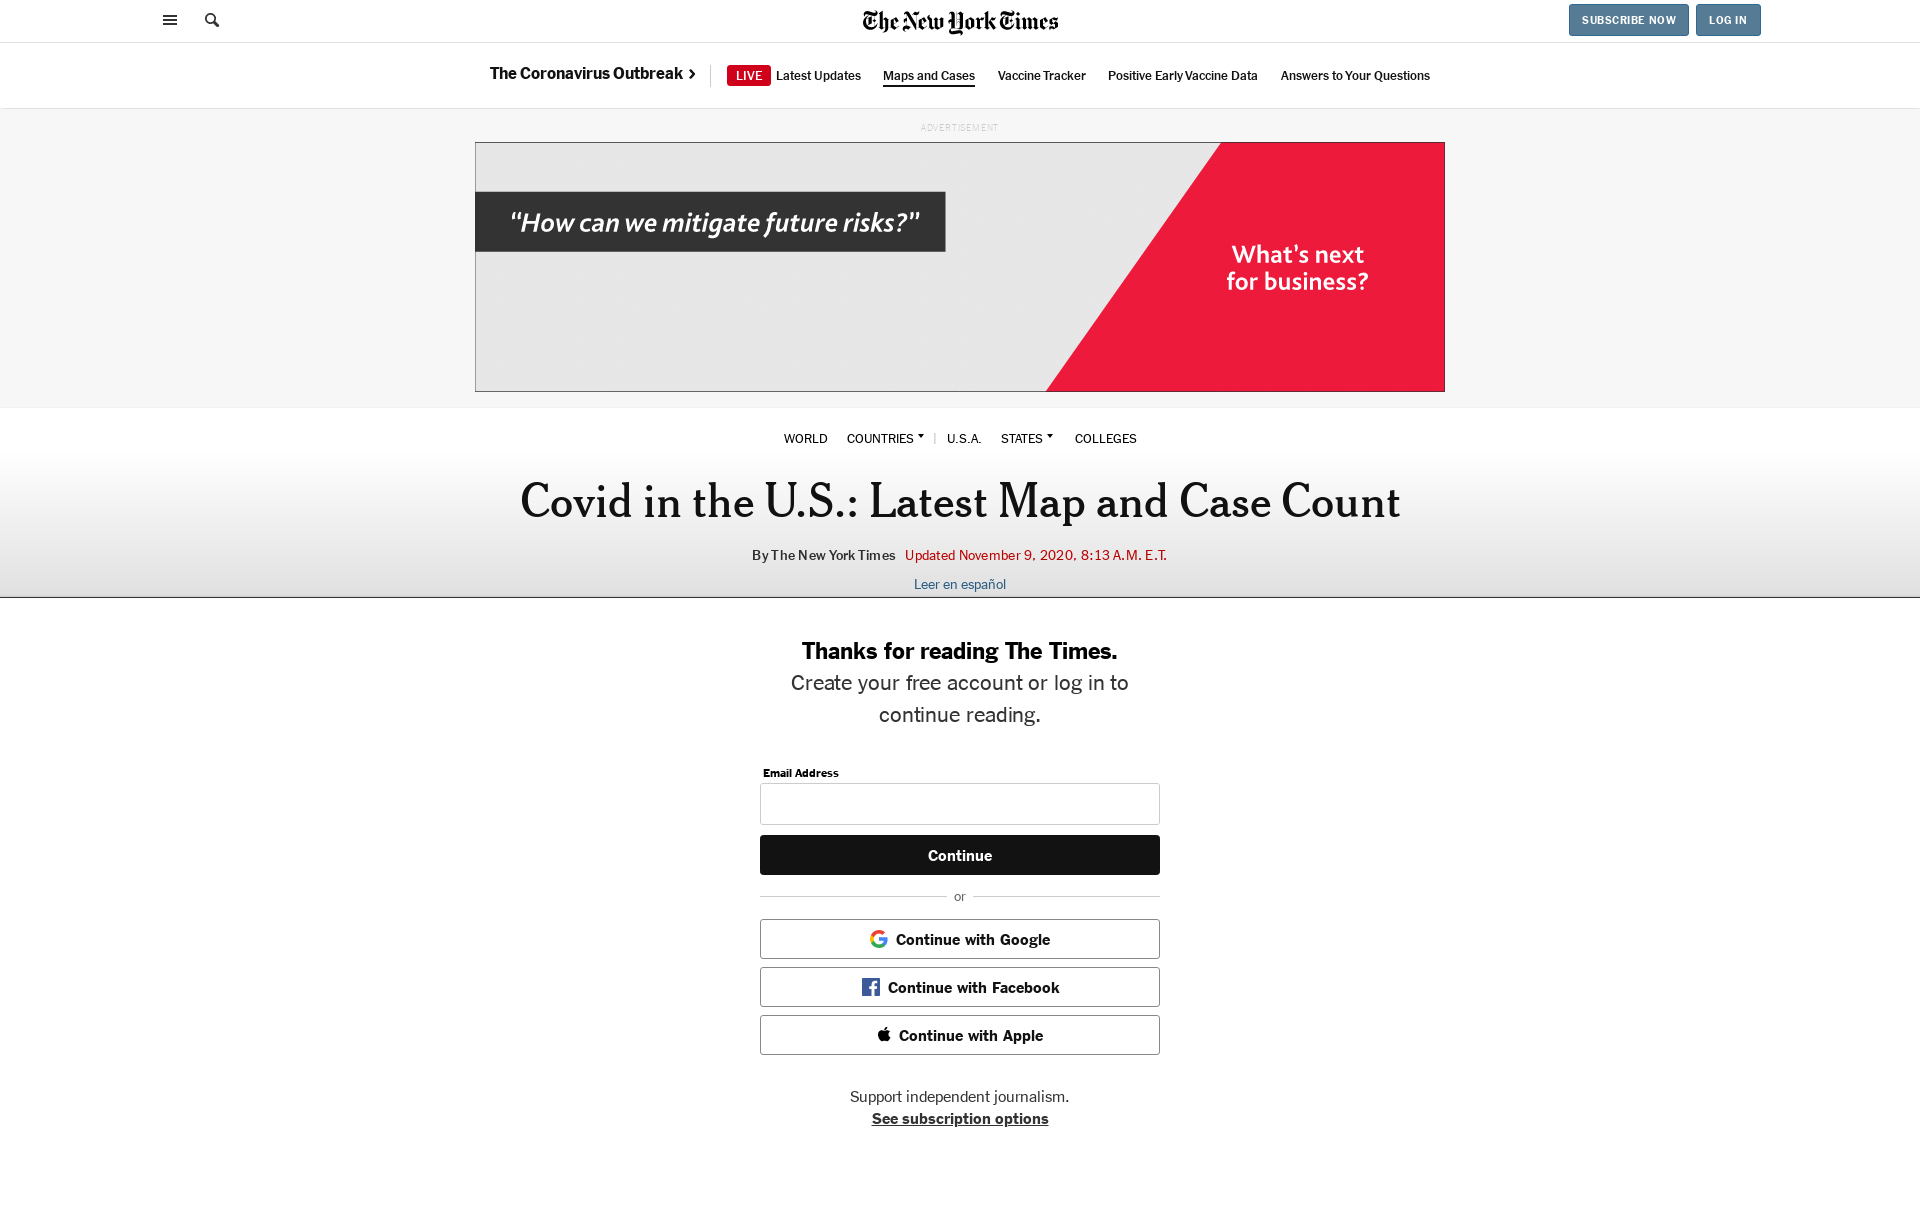 The New York Times
SUBSCRIBE NOW
LOG IN
The Coronavirus Outbreak ›
LIVE Latest Updates
Maps and Cases
Vaccine Tracker
Positive Early Vaccine Data
Answers to Your Questions
ADVERTISEMENT
“How can we mitigate future risks?”
What’s next
for business?
WORLD
COUNTRIES
U.S.A.
STATES
COLLEGES
Covid in the U.S.: Latest Map and Case Count
By The New York Times Updated November 9, 2020, 8:13 A.M. E.T.
Leer en español
Thanks for reading The Times.
Create your free account or log in to
continue reading.
Email Address
Continue
or
Continue with Google
Continue with Facebook
Continue with Apple
Support independent journalism.
See subscription options